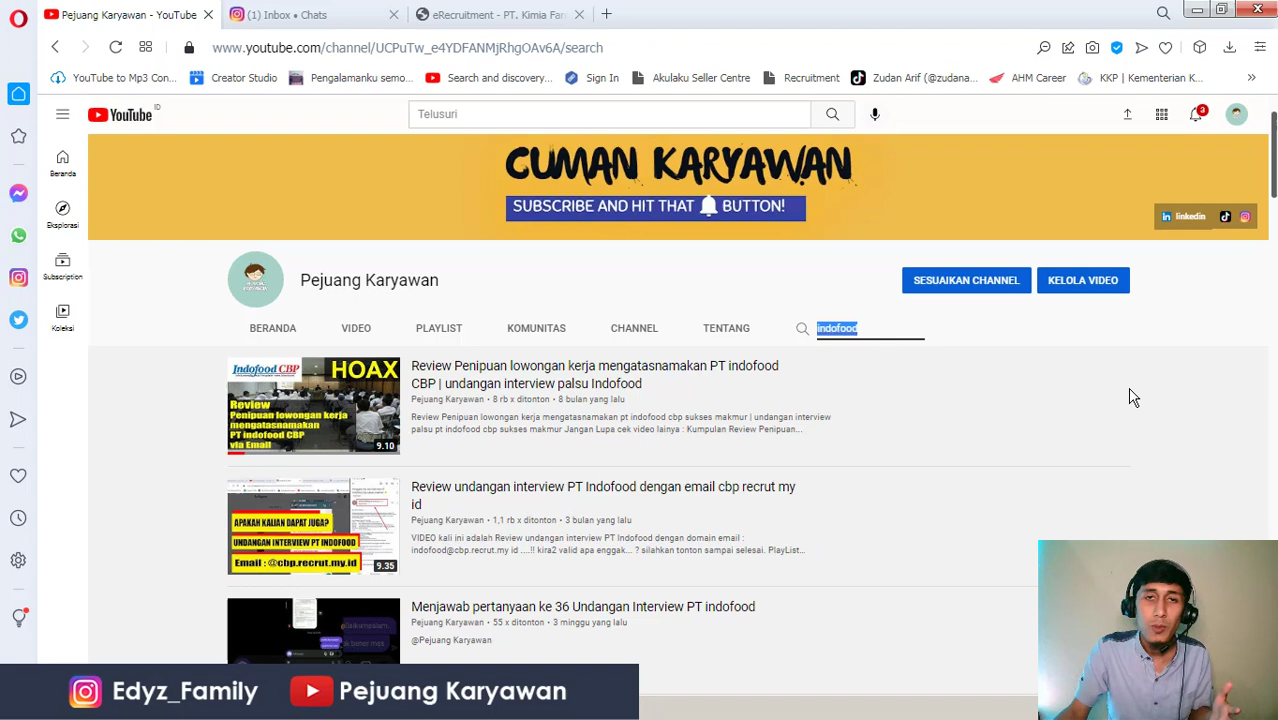 Pejuang Karyawan - YouTube
(1) Inbox • Chats
eRecruitment - PT. Kimia Far
www.youtube.com/channel/UCPuTw_e4YDFANMjRhgOAv6A/search
YouTube to Mp3 Con...
Creator Studio
Pengalamanku semo...
Search and discovery...
Sign In
Akulaku Seller Centre
Recruitment
Zudan Arif (@zudana...
AHM Career
KKP | Kementerian K...
YouTube ID
Telusuri
3
Beranda
Eksplorasi
Subscription
Koleksi
CUMAN KARYAWAN
SUBSCRIBE AND HIT THAT BUTTON!
linkedin
Pejuang Karyawan
SESUAIKAN CHANNEL
KELOLA VIDEO
BERANDA
VIDEO
PLAYLIST
KOMUNITAS
CHANNEL
TENTANG
indofood
Indofood CBP
HOAX
Review
Penipuan lowongan kerja
mengatasnamakan
PT indofood CBP
via Email
9.10
Review Penipuan lowongan kerja mengatasnamakan PT indofood
CBP | undangan interview palsu Indofood
Pejuang Karyawan • 8 rb x ditonton • 8 bulan yang lalu
Review Penipuan lowongan kerja mengatasnamakan pt indofood cbp sukses makmur | undangan interview
palsu pt indofood cbp sukses makmur Jangan Lupa cek video lainya : Kumpulan Review Penipuan...
APAKAH KALIAN DAPAT JUGA?
UNDANGAN INTERVIEW PT INDOFOOD
Email : @cbp.recrut.my.id
9.35
Review undangan interview PT Indofood dengan email cbp recrut my
id
Pejuang Karyawan • 1,1 rb x ditonton • 3 bulan yang lalu
VIDEO kali ini adalah Review undangan interview PT Indofood dengan domain email :
indofood@cbp.recrut.my id ....!! kira2 valid apa enggak... ? silahkan tonton sampai selesai. PlayList...
Menjawab pertanyaan ke 36 Undangan Interview PT indofood
Pejuang Karyawan • 55 x ditonton • 3 minggu yang lalu
@Pejuang Karyawan
Edyz_Family
Pejuang Karyawan